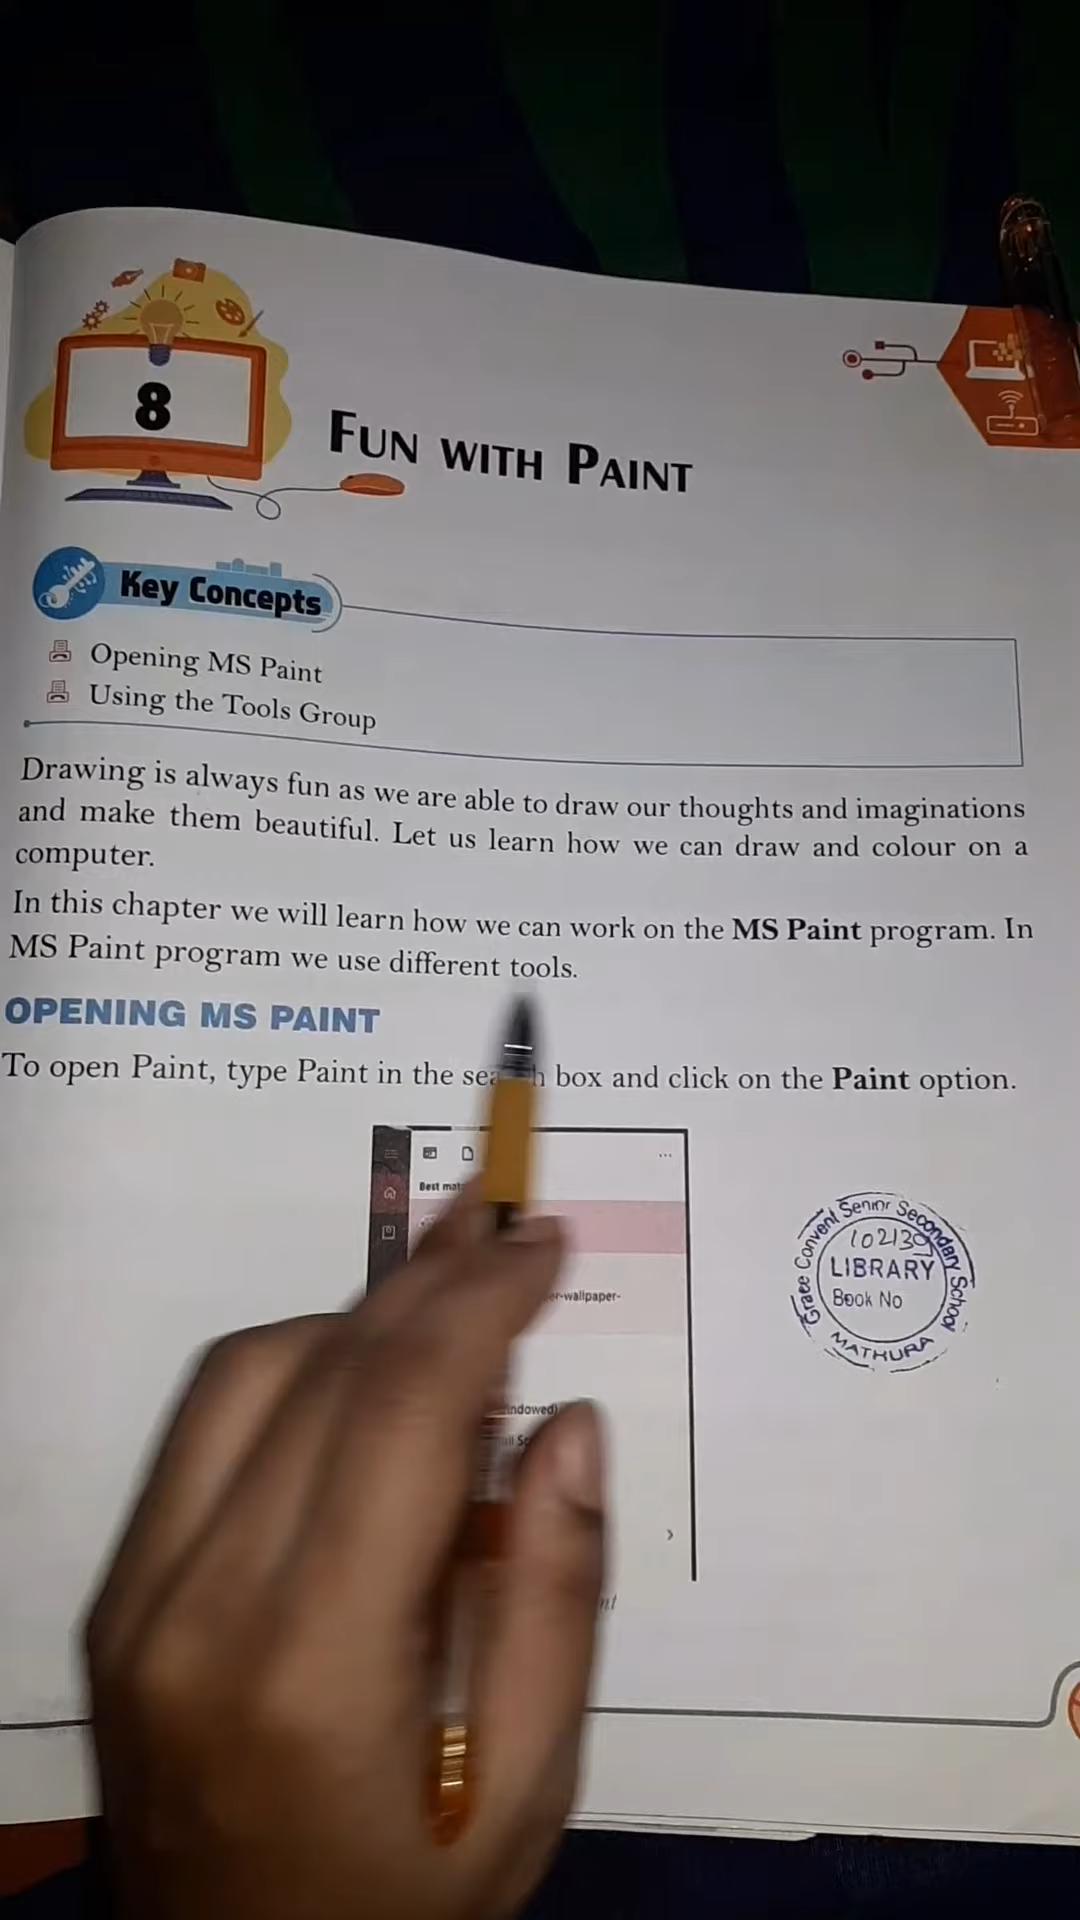 8
FUN WITH PAINT
Key Concepts
Opening MS Paint
Using the Tools Group
Drawing is always fun as we are able to draw our thoughts and imaginations
and make them beautiful. Let us learn how we can draw and colour on a
computer.
In this chapter we will learn how we can work on the MS Paint program. In
MS Paint program we use different tools.
OPENING MS PAINT
To open Paint, type Paint in the box and click on the Paint option.
Best
-wallpaper-
Grace Convent Senior Secondary School
102139
LIBRARY
Book No
MATHURA